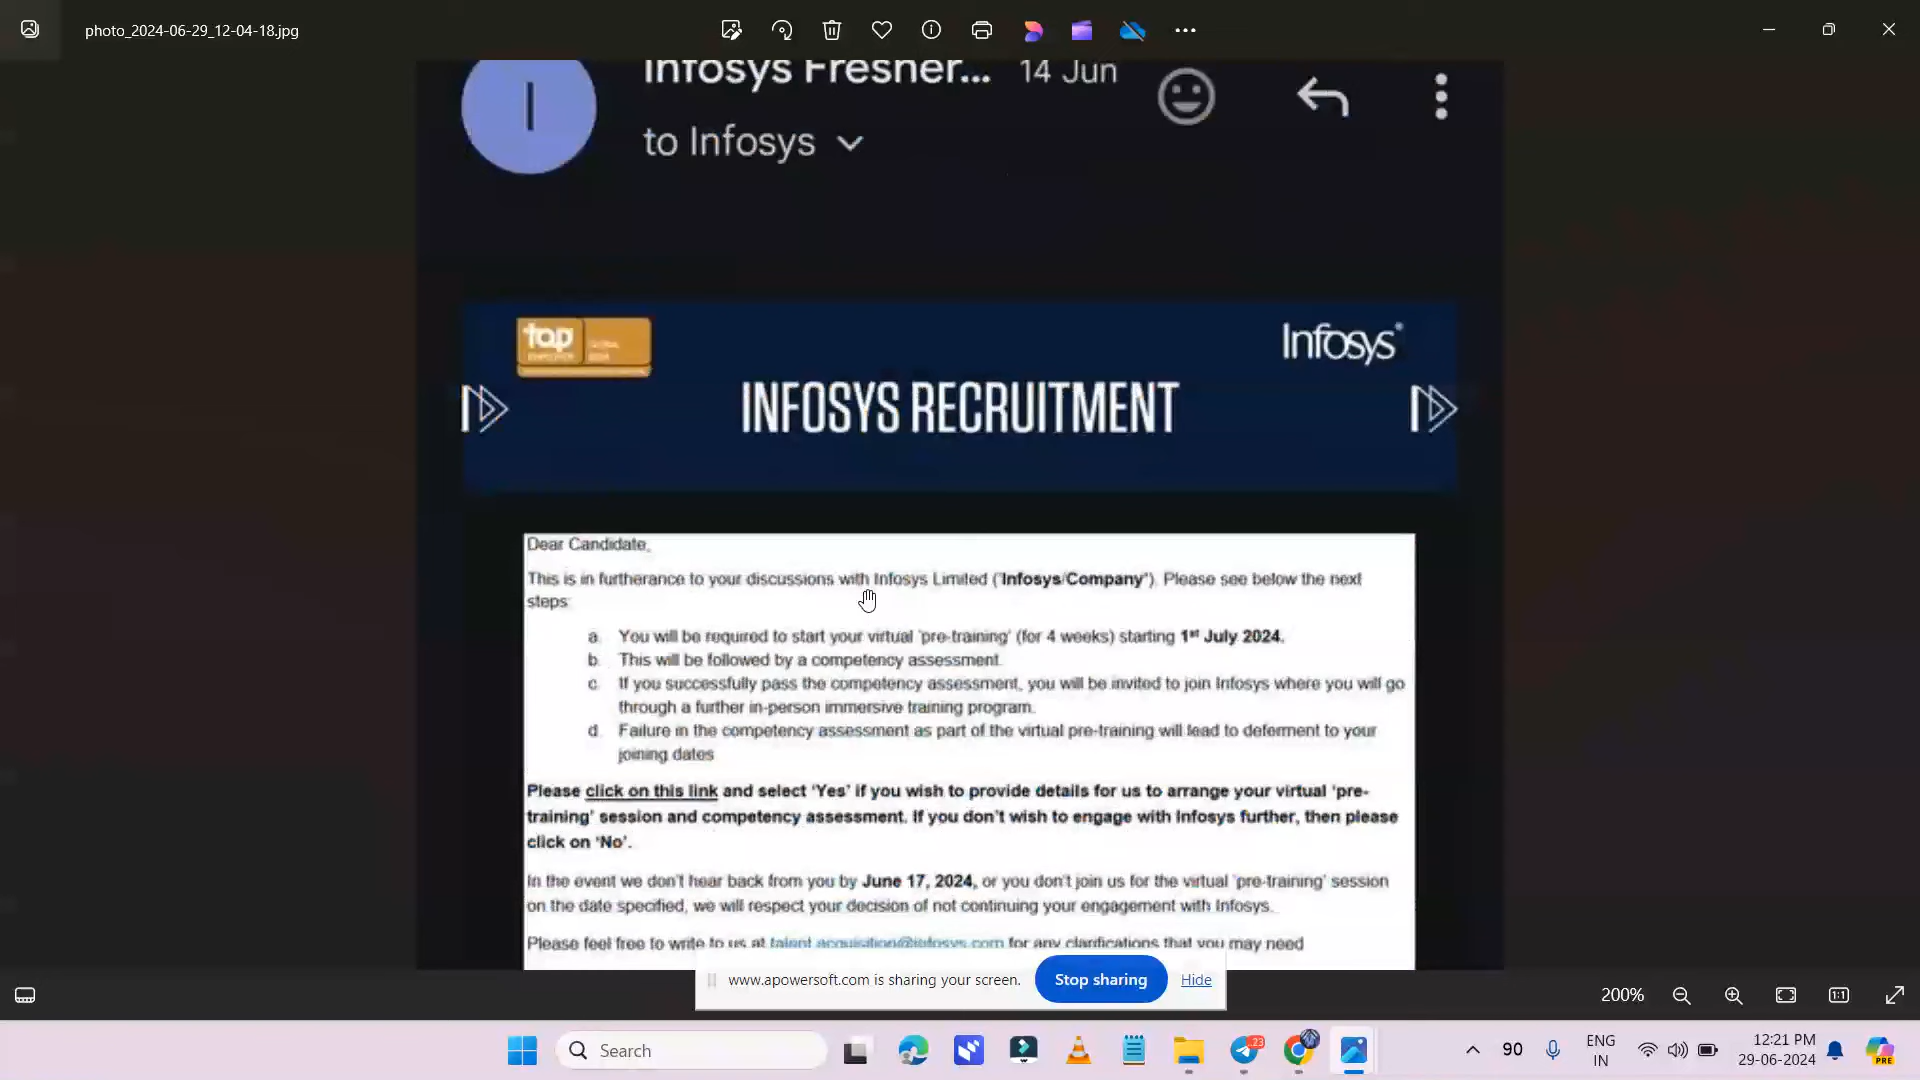 photo_2024-06-29_12-04-18.jpg
Infosys Fresher... 14 Jun
I
to Infosys
top
Infosys
INFOSYS RECRUITMENT
Dear Candidate,
This is in furtherance to your discussions with Infosys Limited ("Infosys/Company"). Please see below the next
steps:
a. You will be required to start your virtual 'pre-training' (for 4 weeks) starting 1st July 2024.
b. This will be followed by a competency assessment.
c. If you successfully pass the competency assessment, you will be invited to join Infosys where you will go
through a further in-person immersive training program.
d. Failure in the competency assessment as part of the virtual pre-training will lead to deferment to your
joining dates
Please click on this link and select 'Yes' if you wish to provide details for us to arrange your virtual 'pre-
training' session and competency assessment. If you don't wish to engage with Infosys further, then please
click on 'No'.
In the event we don't hear back from you by June 17, 2024, or you don't join us for the virtual 'pre-training' session
on the date specified, we will respect your decision of not continuing your engagement with Infosys.
Please feel free to write to us at talent.acquisition@infosys.com for any clarifications that you may need
www.apowersoft.com is sharing your screen. Stop sharing Hide
200%
Search
23
90
ENG
IN
12:21 PM
29-06-2024
PRE